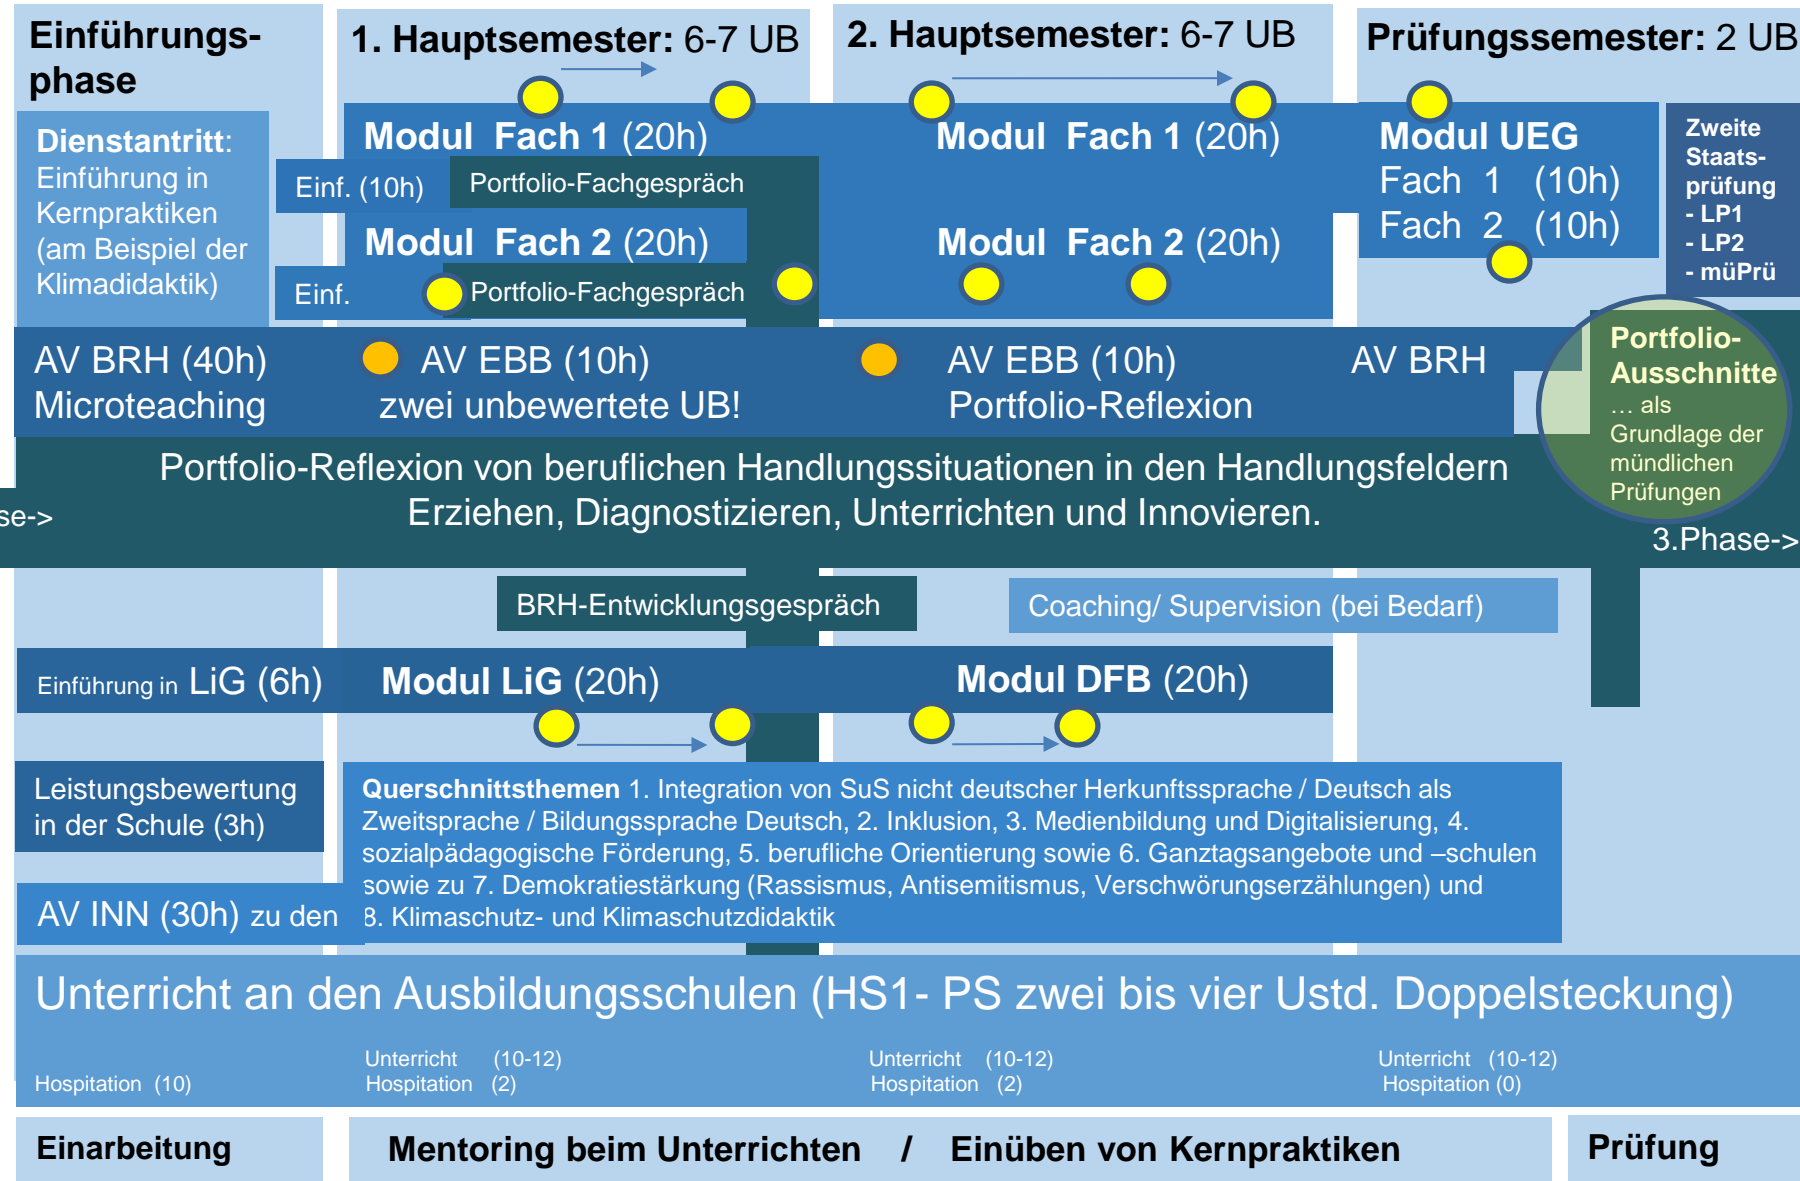 Einführungs-
phase
1. Hauptsemester: 6-7 UB
2. Hauptsemester: 6-7 UB
Prüfungssemester: 2 UB
Dienstantritt:
Einführung in
Kernpraktiken
(am Beispiel der
Klimadidaktik)
Modul Fach 1 (20h)
Einf. (10h)
Portfolio-Fachgespräch
Modul Fach 2 (20h)
Einf.
Portfolio-Fachgespräch
Modul Fach 1 (20h)
Modul Fach 2 (20h)
Modul UEG
Fach 1 (10h)
Fach 2 (10h)
Zweite
Staats-
prüfung
- LP1
- LP2
- müPrü
AV BRH (40h)
Microteaching
AV EBB (10h)
zwei unbewertete UB!
AV EBB (10h)
Portfolio-Reflexion
AV BRH
Portfolio-
Ausschnitte
… als
Grundlage der
mündlichen
Prüfungen
Portfolio-Reflexion von beruflichen Handlungssituationen in den Handlungsfeldern
Erziehen, Diagnostizieren, Unterrichten und Innovieren.
se->
3.Phase->
BRH-Entwicklungsgespräch
Coaching/ Supervision (bei Bedarf)
Einführung in LiG (6h)
Modul LiG (20h)
Modul DFB (20h)
Leistungsbewertung
in der Schule (3h)
AV INN (30h) zu den
Querschnittsthemen 1. Integration von SuS nicht deutscher Herkunftssprache / Deutsch als
Zweitsprache / Bildungssprache Deutsch, 2. Inklusion, 3. Medienbildung und Digitalisierung, 4.
sozialpädagogische Förderung, 5. berufliche Orientierung sowie 6. Ganztagsangebote und –schulen
sowie zu 7. Demokratiestärkung (Rassismus, Antisemitismus, Verschwörungserzählungen) und
8. Klimaschutz- und Klimaschutzdidaktik
Unterricht an den Ausbildungsschulen (HS1- PS zwei bis vier Ustd. Doppelsteckung)
Hospitation (10)
Unterricht (10-12)
Hospitation (2)
Unterricht (10-12)
Hospitation (2)
Unterricht (10-12)
Hospitation (0)
Einarbeitung
Mentoring beim Unterrichten / Einüben von Kernpraktiken
Prüfung